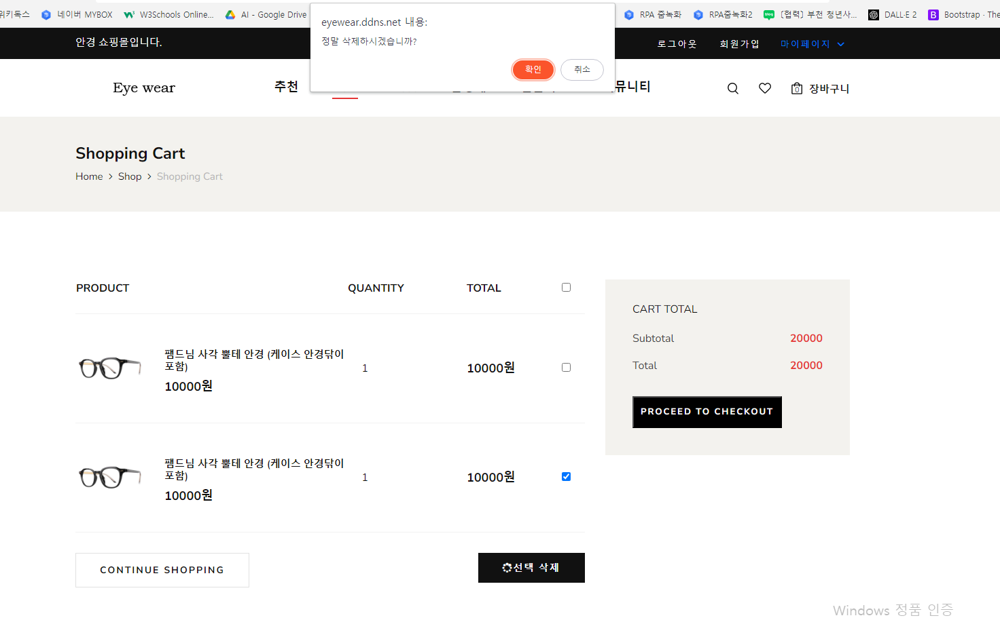 위키독스 네이버 MYBOX W3Schools Online... AI - Google Drive RPA 줌녹화 RPA줌녹화2 [협력] 부천 청년사... DALL·E 2 Bootstrap · The
eyewear.ddns.net 내용:
정말 삭제하시겠습니까?
확인 취소
안경 쇼핑몰입니다. 로그아웃 회원가입 마이페이지
Eye wear 추천 뮤니티 0 장바구니
Shopping Cart
Home > Shop > Shopping Cart
PRODUCT QUANTITY TOTAL
팸드님 사각 뿔테 안경 (케이스 안경닦이
포함)
10000원
1 10000원
팸드님 사각 뿔테 안경 (케이스 안경닦이
포함)
10000원
1 10000원
CONTINUE SHOPPING 선택 삭제
CART TOTAL
Subtotal 20000
Total 20000
PROCEED TO CHECKOUT
Windows 정품 인증